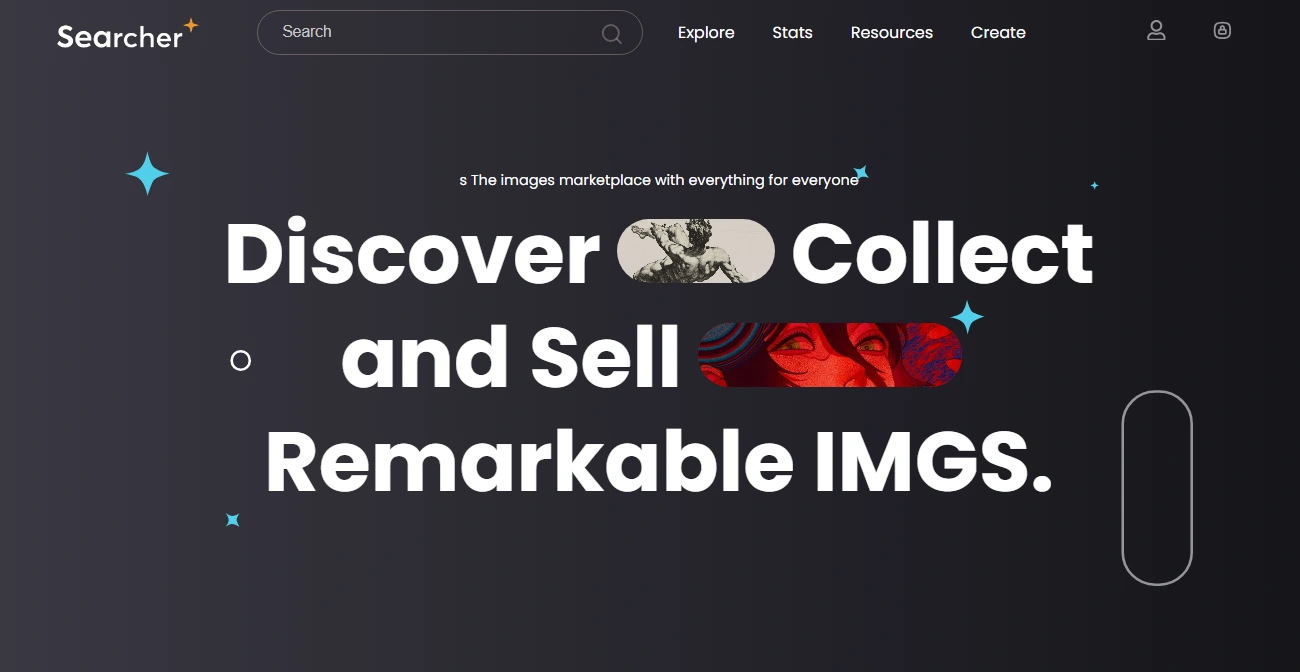 Searcher
Search
Explore Stats Resources Create
s The images marketplace with everything for everyone
Discover Collect
and Sell
Remarkable IMGS.